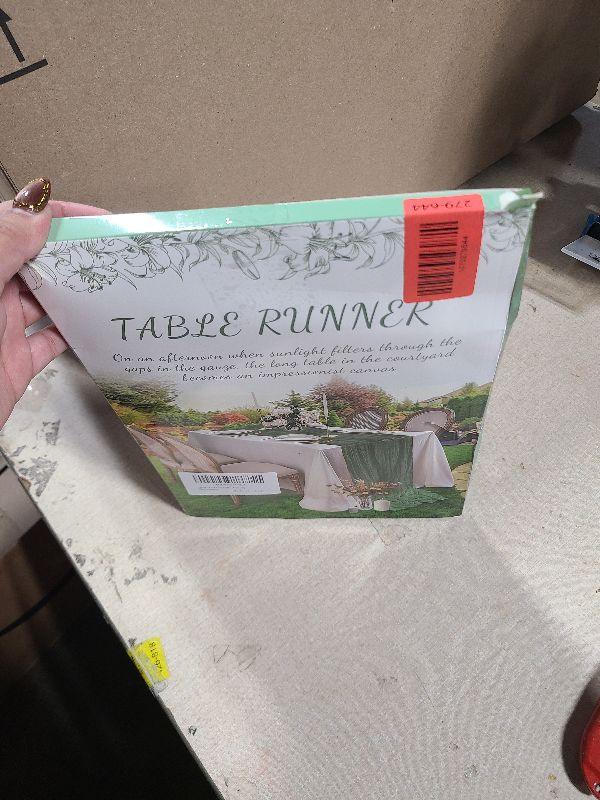 279-644
TABLE RUNNER
On an afternoon when sunlight filters through the
gaps in the gauze, the long table in the courtyard
becomes an impressionist canvas